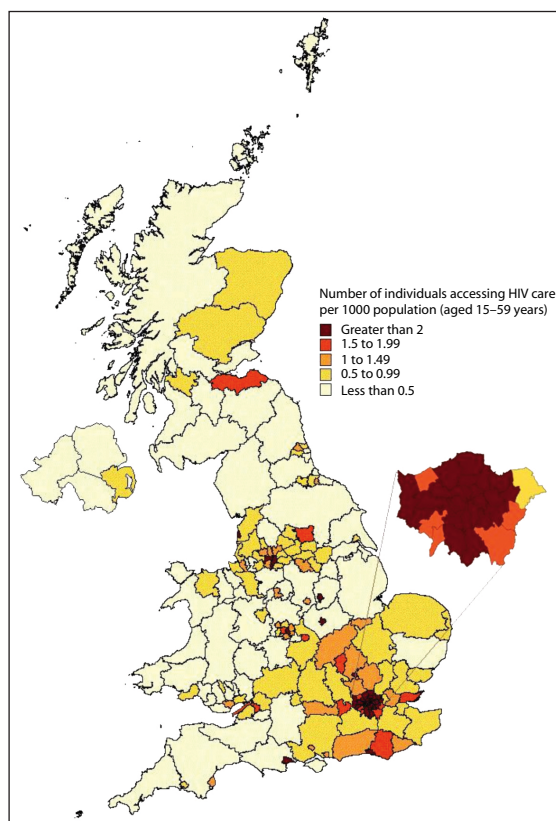 Number of individuals accessing HIV care
per 1000 population (aged 15–59 years)
Greater than 2
1.5 to 1.99
1 to 1.49
0.5 to 0.99
Less than 0.5